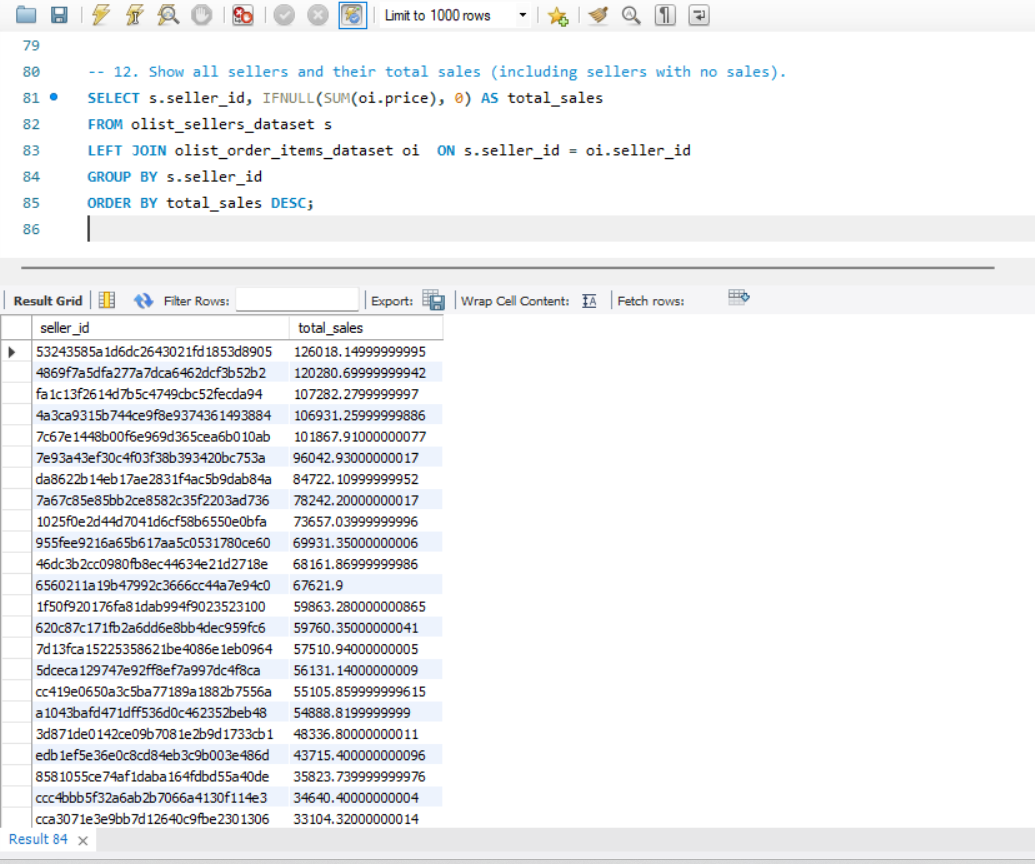 Limit to 1000 rows
79
80 -- 12. Show all sellers and their total sales (including sellers with no sales).
81 SELECT s.seller_id, IFNULL(SUM(oi.price), 0) AS total_sales
82 FROM olist_sellers_dataset s
83 LEFT JOIN olist_order_items_dataset oi  ON s.seller_id = oi.seller_id
84 GROUP BY s.seller_id
85 ORDER BY total_sales DESC;
86
Result Grid Filter Rows: Export: Wrap Cell Content: Fetch rows:
seller_id total_sales
53243585a1d6dc2643021fd1853d8905 126018.14999999995
4869f7a5dfa277a7dca6462dcf3b52b2 120280.69999999942
fa1c13f2614d7b5c4749cbc52fecda94 107282.2799999997
4a3ca9315b744ce9f8e9374361493884 106931.25999999886
7c67e1448b00f6e969d365cea6b010ab 101867.91000000077
7e93a43ef30c4f03f38b393420bc753a 96042.93000000017
da8622b14eb17ae2831f4ac5b9dab84a 84722.10999999952
7a67c85e85bb2ce8582c35f2203ad736 78242.20000000017
1025f0e2d44d7041d6cf58b6550e0bfa 73657.03999999996
955fee9216a65b617aa5c0531780ce60 69931.35000000006
46dc3b2cc0980fb8ec44634e21d2718e 68161.86999999986
6560211a19b47992c3666cc44a7e94c0 67621.9
1f50f920176fa81dab994f9023523100 59863.280000000865
620c87c171fb2a6dd6e8bb4dec959fc6 59760.35000000041
7d13fca15225358621be4086e1eb0964 57510.94000000005
5dceca129747e92ff8ef7a997dc4f8ca 56131.14000000009
cc419e0650a3c5ba77189a1882b7556a 55105.859999999615
a1043bafd471dff536d0c462352beb48 54888.8199999999
3d871de0142ce09b7081e2b9d1733cb1 48336.80000000011
edb1ef5e36e0c8cd84eb3c9b003e486d 43715.400000000096
8581055ce74af1daba164fdbd55a40de 35823.739999999976
ccc4bbb5f32a6ab2b7066a4130f114e3 34640.40000000004
cca3071e3e9bb7d12640c9fbe2301306 33104.32000000014
Result 84